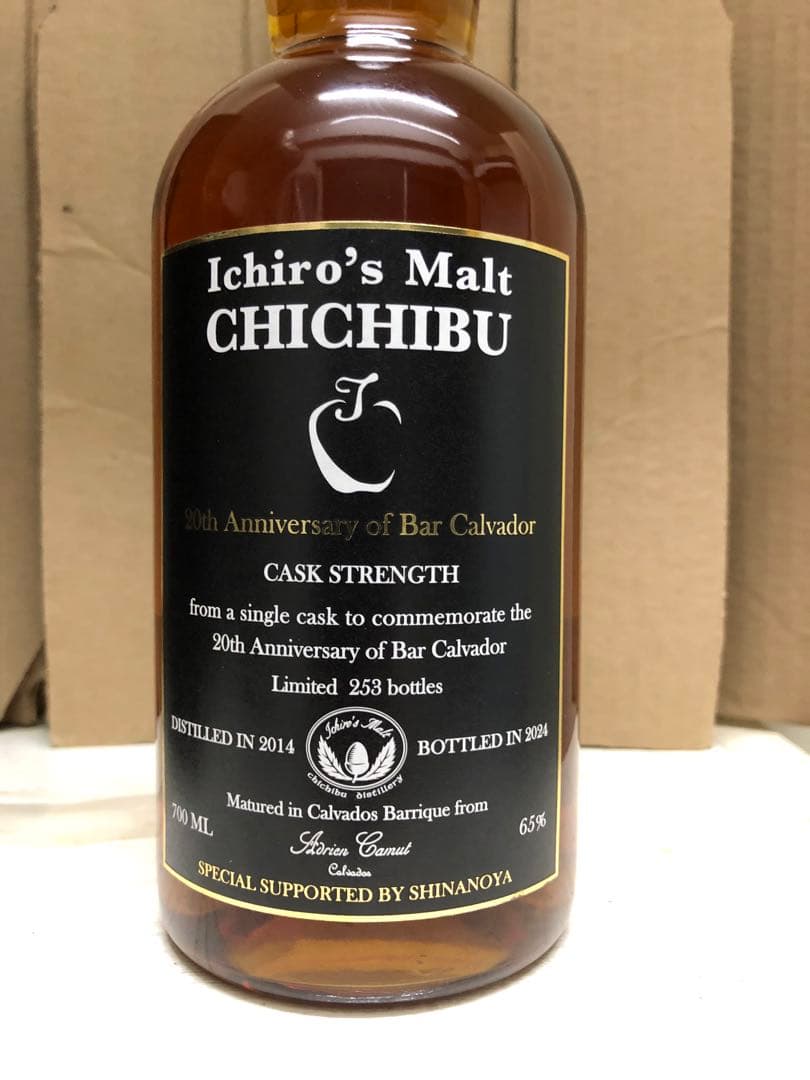 Ichiro's Malt
CHICHIBU
20th Anniversary of Bar Calvador
CASK STRENGTH
from a single cask to commemorate the
20th Anniversary of Bar Calvador
Limited 253 bottles
DISTILLED IN 2014
Ichiro's Malt
chichibu distillery
BOTTLED IN 2024
Matured in Calvados Barrique from
700 ML
Adrien Camut
65%
Calvados
SPECIAL SUPPORTED BY SHINANOYA